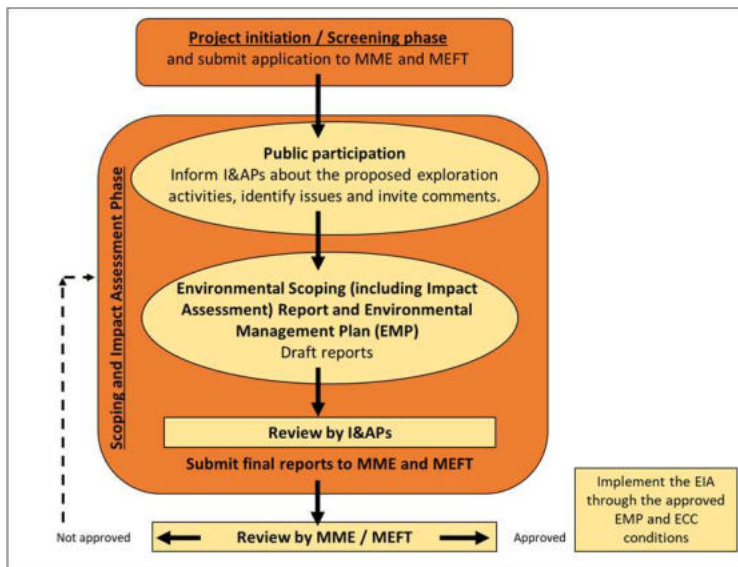 Project initiation / Screening phase
and submit application to MME and MEFT
Scoping and Impact Assessment Phase
Public participation
Inform I&APs about the proposed exploration
activities, identify issues and invite comments.
Environmental Scoping (including Impact
Assessment) Report and Environmental
Management Plan (EMP)
Draft reports
Review by I&APs
Submit final reports to MME and MEFT
Not approved
Review by MME / MEFT
Approved
Implement the EIA
through the approved
EMP and ECC
conditions